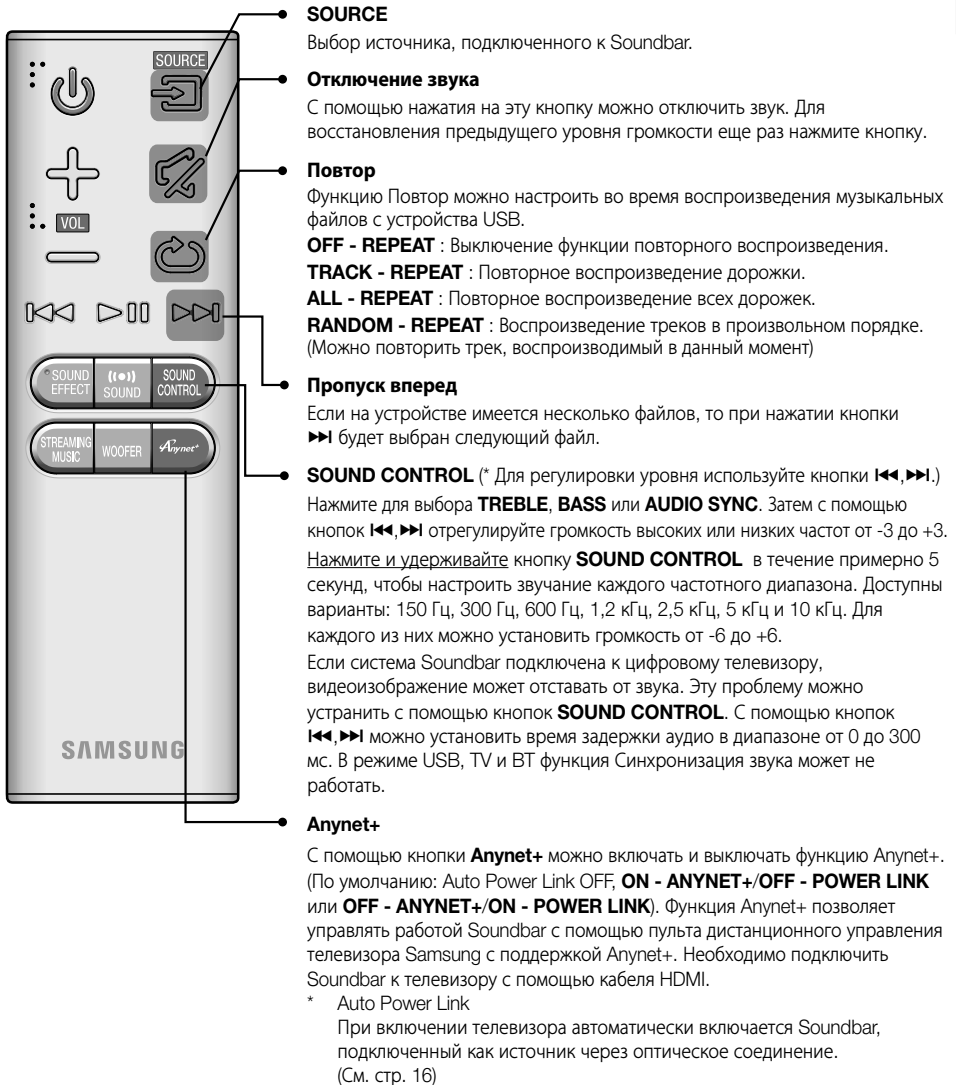 SOURCE
VOL
SOUND
EFFECT
SOUND
SOUND
CONTROL
STREAMING
MUSIC
WOOFER
Anynet+
SAMSUNG
SOURCE
Выбор источника, подключенного к Soundbar.
Отключение звука
С помощью нажатия на эту кнопку можно отключить звук. Для
восстановления предыдущего уровня громкости еще раз нажмите кнопку.
Повтор
Функцию Повтор можно настроить во время воспроизведения музыкальных
файлов с устройства USB.
OFF - REPEAT : Выключение функции повторного воспроизведения.
TRACK - REPEAT : Повторное воспроизведение дорожки.
ALL - REPEAT : Повторное воспроизведение всех дорожек.
RANDOM - REPEAT : Воспроизведение треков в произвольном порядке.
(Можно повторить трек, воспроизводимый в данный момент)
Пропуск вперед
Если на устройстве имеется несколько файлов, то при нажатии кнопки
⏭ будет выбран следующий файл.
SOUND CONTROL (* Для регулировки уровня используйте кнопки ⏮,⏭.)
Нажмите для выбора TREBLE, BASS или AUDIO SYNC. Затем с помощью
кнопок ⏮,⏭ отрегулируйте громкость высоких или низких частот от -3 до +3.
Нажмите и удерживайте кнопку SOUND CONTROL в течение примерно 5
секунд, чтобы настроить звучание каждого частотного диапазона. Доступны
варианты: 150 Гц, 300 Гц, 600 Гц, 1,2 кГц, 2,5 кГц, 5 кГц и 10 кГц. Для
каждого из них можно установить громкость от -6 до +6.
Если система Soundbar подключена к цифровому телевизору,
видеоизображение может отставать от звука. Эту проблему можно
устранить с помощью кнопок SOUND CONTROL. С помощью кнопок
⏮,⏭ можно установить время задержки аудио в диапазоне от 0 до 300
мс. В режиме USB, TV и BT функция Синхронизация звука может не
работать.
Anynet+
С помощью кнопки Anynet+ можно включать и выключать функцию Anynet+.
(По умолчанию: Auto Power Link OFF, ON - ANYNET+/OFF - POWER LINK
или OFF - ANYNET+/ON - POWER LINK). Функция Anynet+ позволяет
управлять работой Soundbar с помощью пульта дистанционного управления
телевизора Samsung с поддержкой Anynet+. Необходимо подключить
Soundbar к телевизору с помощью кабеля HDMI.
* Auto Power Link
При включении телевизора автоматически включается Soundbar,
подключенный как источник через оптическое соединение.
(См. стр. 16)